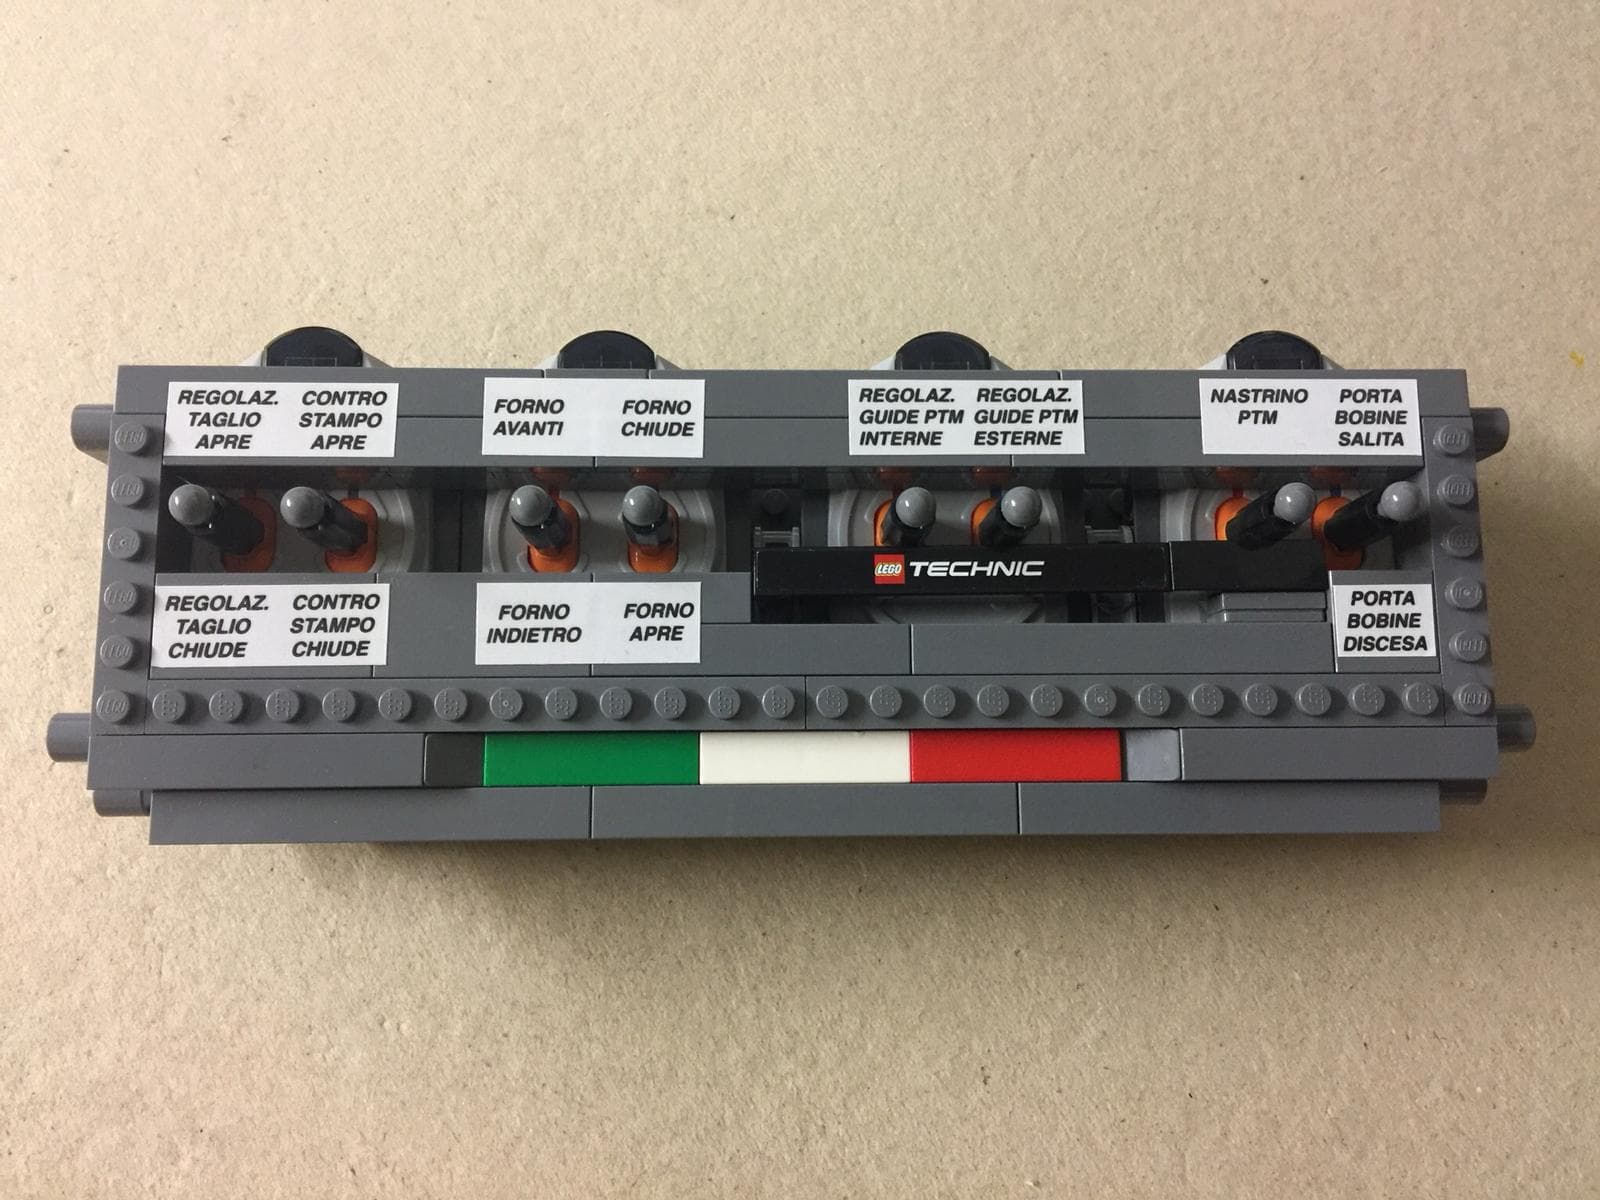 REGOLAZ.
TAGLIO
APRE
CONTRO
STAMPO
APRE
FORNO
AVANTI
FORNO
CHIUDE
REGOLAZ.
GUIDE PTM
INTERNE
REGOLAZ.
GUIDE PTM
ESTERNE
NASTRINO
PTM
PORTA
BOBINE
SALITA
LEGO TECHNIC
REGOLAZ.
TAGLIO
CHIUDE
CONTRO
STAMPO
CHIUDE
FORNO
INDIETRO
FORNO
APRE
PORTA
BOBINE
DISCESA